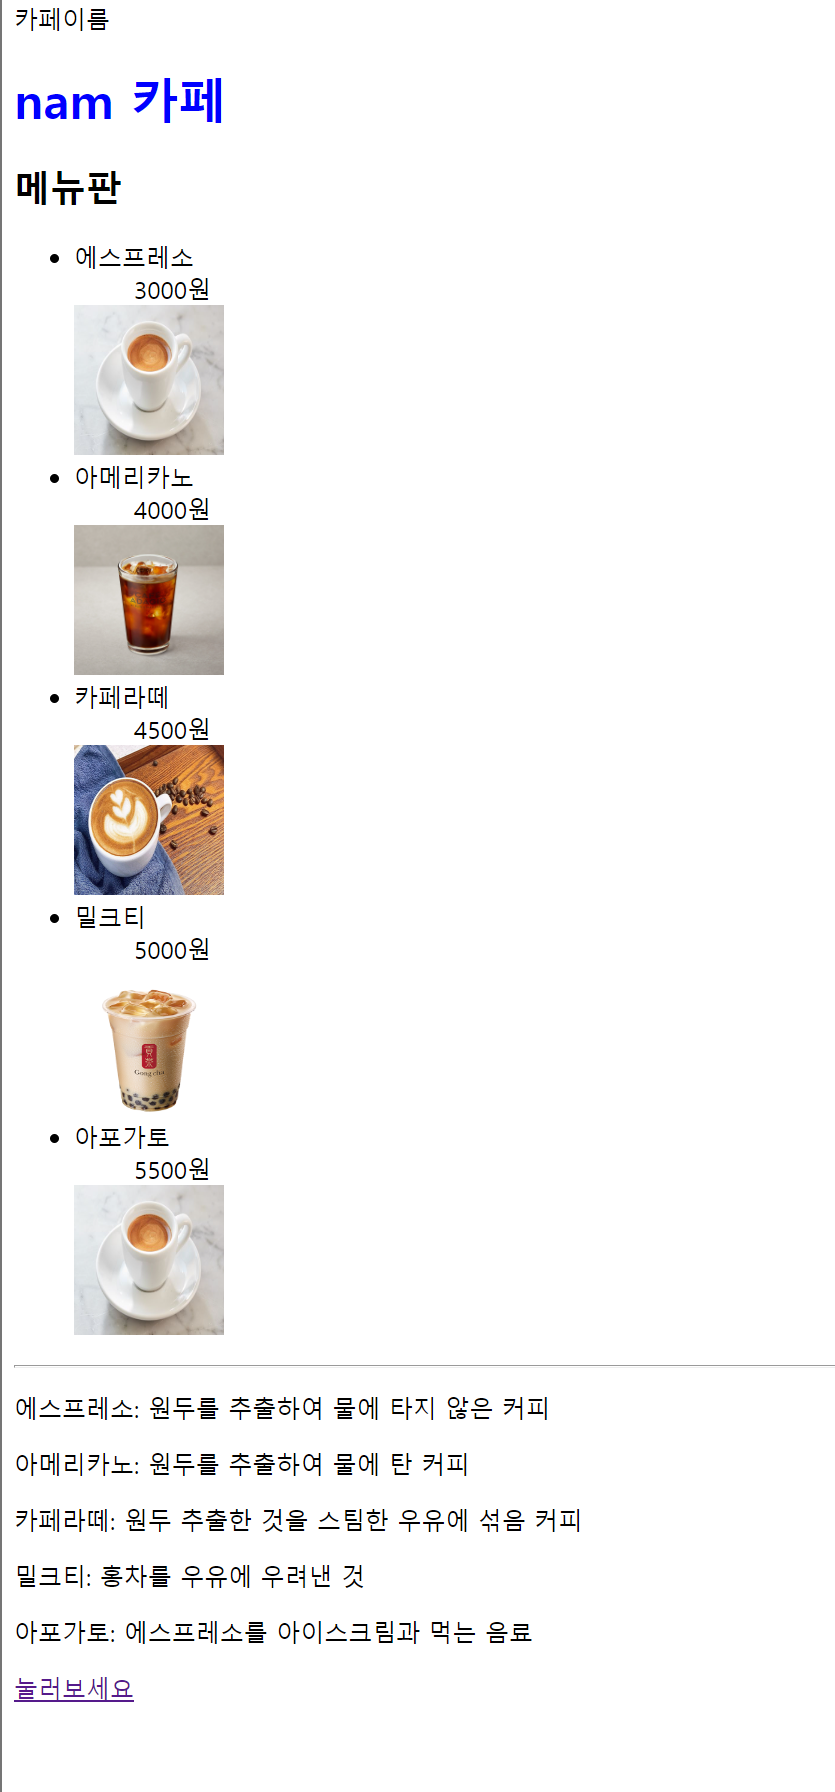 카페이름
nam 카페
메뉴판
에스프레소
3000원
아메리카노
4000원
카페라떼
4500원
밀크티
5000원
Gong cha
아포가토
5500원
에스프레소: 원두를 추출하여 물에 타지 않은 커피
아메리카노: 원두를 추출하여 물에 탄 커피
카페라떼: 원두 추출한 것을 스팀한 우유에 섞음 커피
밀크티: 홍차를 우유에 우려낸 것
아포가토: 에스프레소를 아이스크림과 먹는 음료
눌러보세요